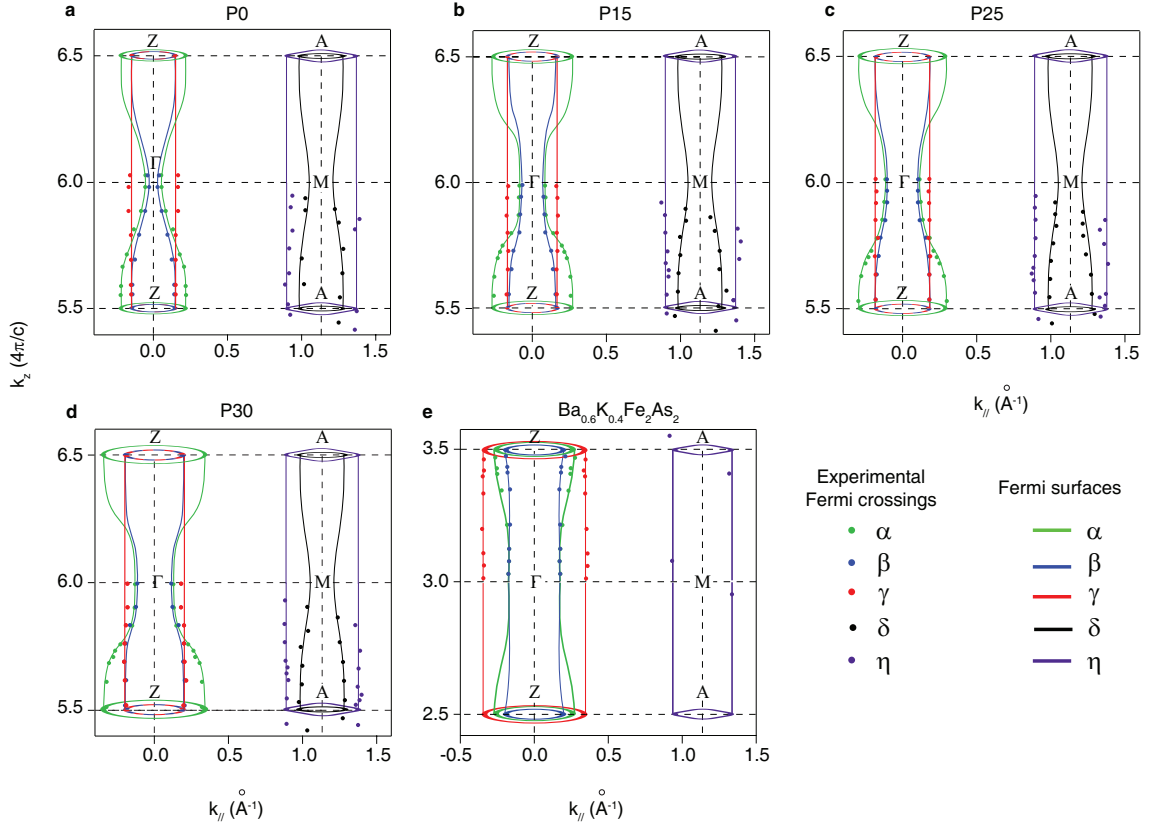 a P0
Z A
6.5
Γ
6.0 M
Z A
5.5
0.0 0.5 1.0 1.5
b P15
Z A
6.5
6.0 Γ M
Z A
5.5
0.0 0.5 1.0 1.5
c P25
Z A
6.5
6.0 Γ M
Z A
5.5
0.0 0.5 1.0 1.5
k// (Å⁻¹)
kz (4π/c)
d P30
Z A
6.5
6.0 Γ M
Z A
5.5
0.0 0.5 1.0 1.5
k// (Å⁻¹)
e Ba0.6K0.4Fe2As2
Z A
3.5
3.0 Γ M
Z A
2.5
-0.5 0.0 0.5 1.0 1.5
k// (Å⁻¹)
Experimental
Fermi crossings
α
β
γ
δ
η
Fermi surfaces
α
β
γ
δ
η